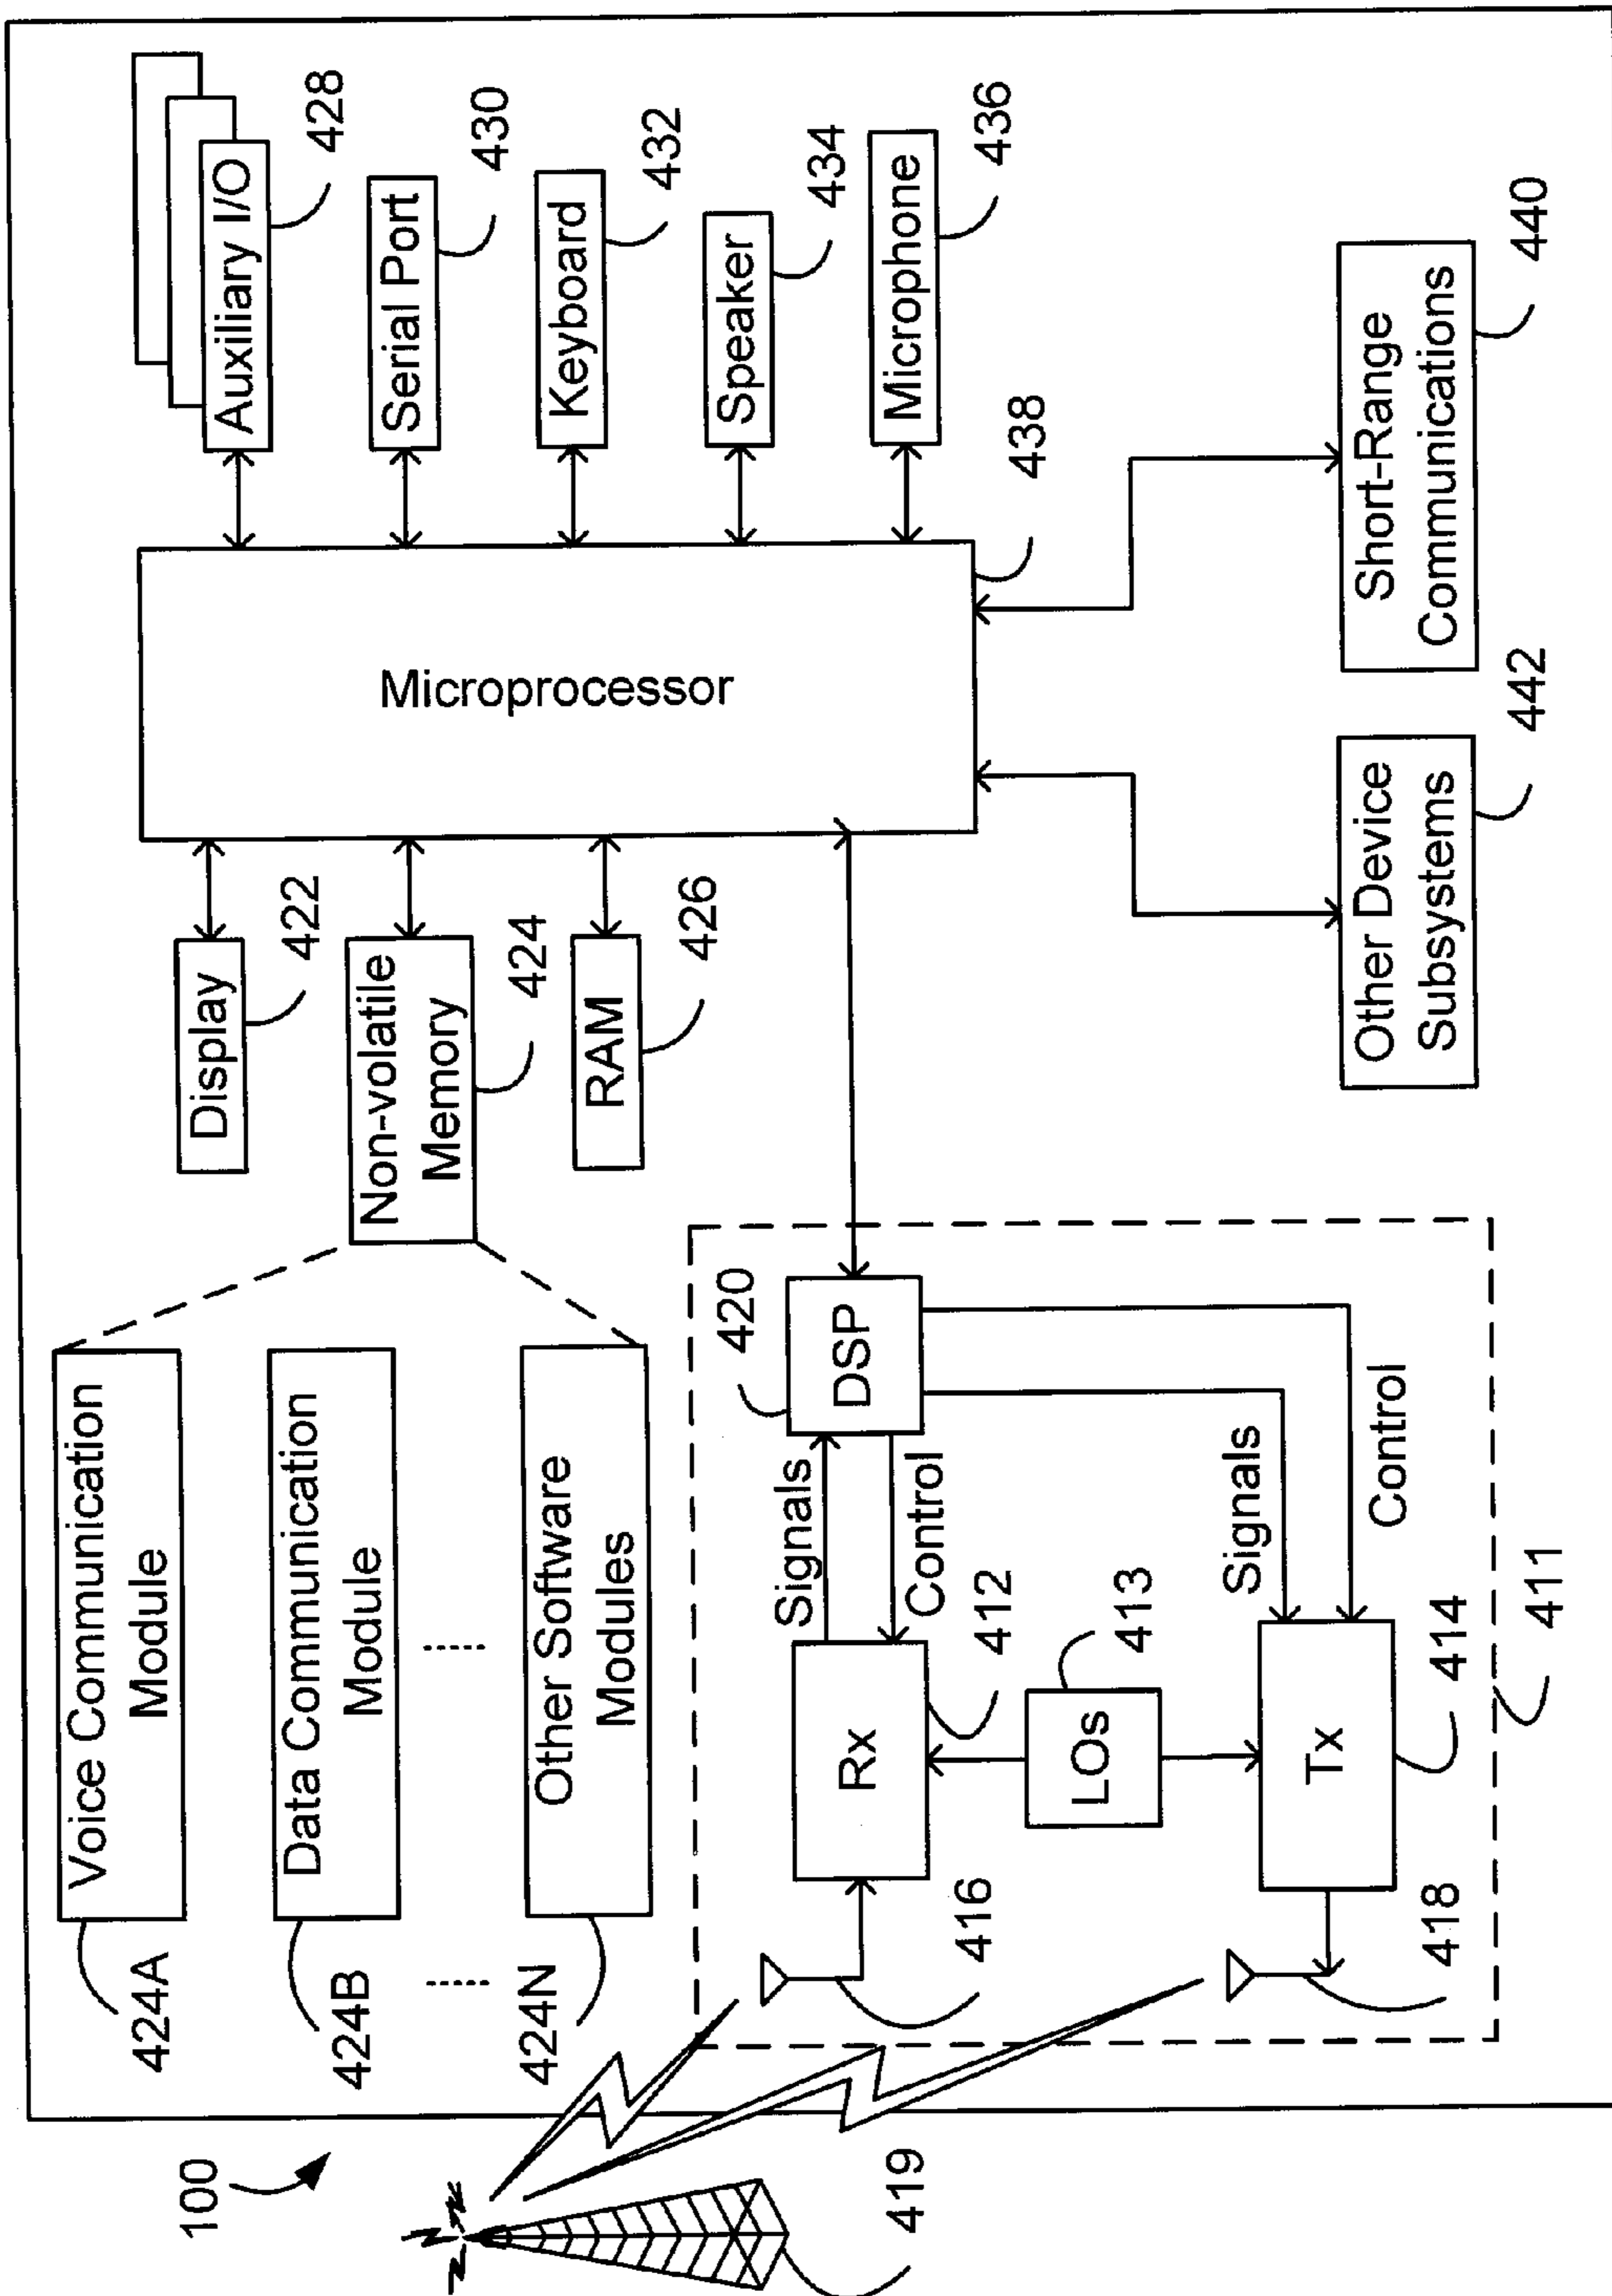 100
419
Voice Communication
Module
424A
Data Communication
Module
424B
Other Software
Modules
424N
Display
422
Non-volatile
Memory
424
RAM
426
Microprocessor
438
Auxiliary I/O
428
Serial Port
430
Keyboard
432
Speaker
434
Microphone
436
Short-Range
Communications
440
Other Device
Subsystems
442
DSP
420
Signals
Control
Rx
412
LOs
413
Signals
Control
Tx
414
416
418
411